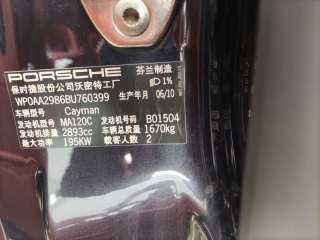 PORSCHE 芬兰制造
保时捷股份公司沃密特工厂 1%
WP0AA2986BU760399 生产年月 06/10
车辆名称 Cayman
发动机型号 MA120C 发动机号码 B01504
发动机排量 2893cc 车辆总质量 1670kg
最大功率 195KW 载客人数 2